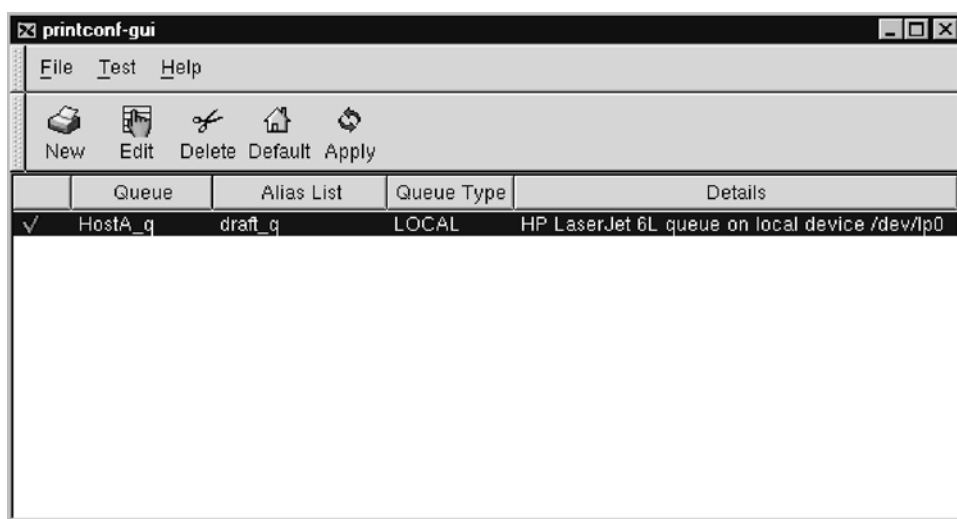 printconf-gui
File Test Help
New Edit Delete Default Apply
Queue Alias List Queue Type Details
HostA_q draft_q LOCAL HP LaserJet 6L queue on local device /dev/lp0